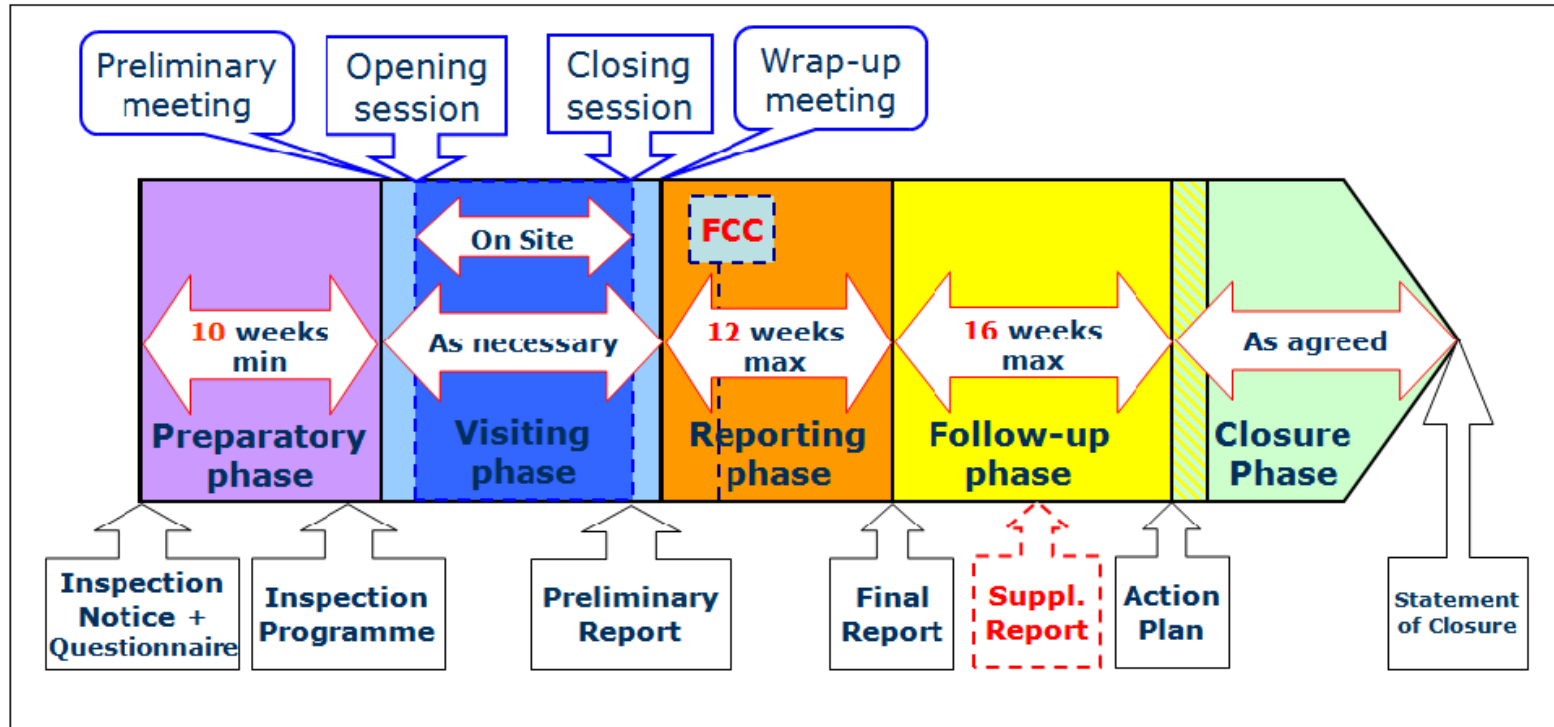 Preliminary
meeting
Opening
session
Closing
session
Wrap-up
meeting
On Site
FCC
10 weeks
min
As necessary
12 weeks
max
16 weeks
max
As agreed
Preparatory
phase
Visiting
phase
Reporting
phase
Follow-up
phase
Closure
Phase
Inspection
Notice +
Questionnaire
Inspection
Programme
Preliminary
Report
Final
Report
Suppl.
Report
Action
Plan
Statement
of Closure